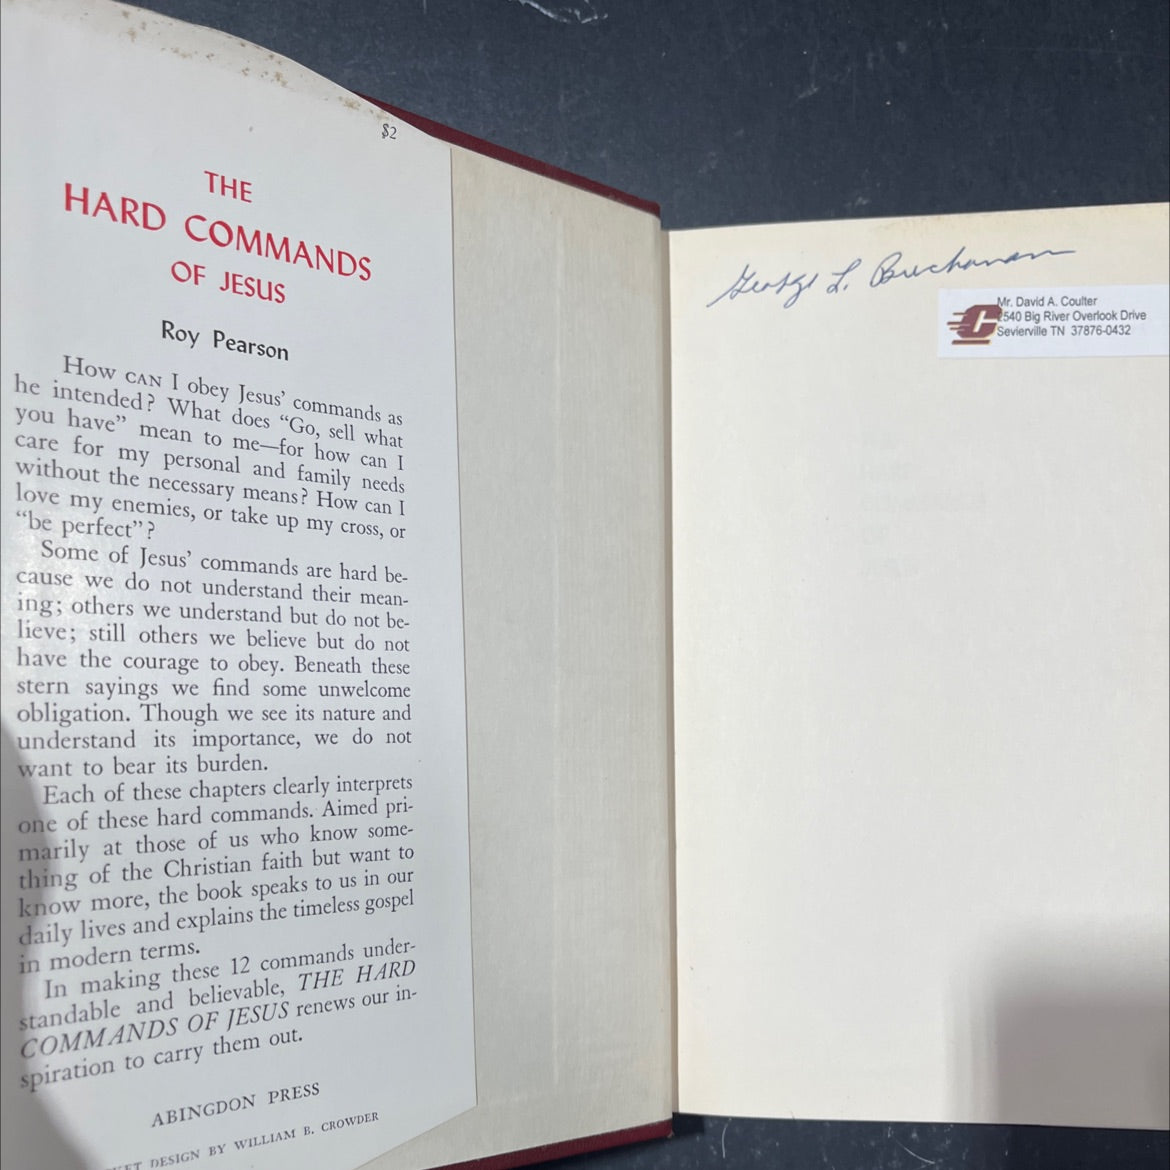 $2
THE
HARD COMMANDS
OF JESUS
Roy Pearson
How CAN I obey Jesus' commands as
he intended? What does “Go, sell what
you have” mean to me—for how can I
care for my personal and family needs
without the necessary means? How can I
love my enemies, or take up my cross, or
“be perfect”?
Some of Jesus' commands are hard be-
cause we do not understand their mean-
ing; others we understand but do not be-
lieve; still others we believe but do not
have the courage to obey. Beneath these
stern sayings we find some unwelcome
obligation. Though we see its nature and
understand its importance, we do not
want to bear its burden.
Each of these chapters clearly interprets
one of these hard commands. Aimed pri-
marily at those of us who know some-
thing of the Christian faith but want to
know more, the book speaks to us in our
daily lives and explains the timeless gospel
in modern terms.
In making these 12 commands under-
standable and believable, THE HARD
COMMANDS OF JESUS renews our in-
spiration to carry them out.
ABINGDON PRESS
DESIGN BY WILLIAM B. CROWDER
George L. Buchanan
C
Mr. David A. Coulter
2540 Big River Overlook Drive
Sevierville TN 37876-0432